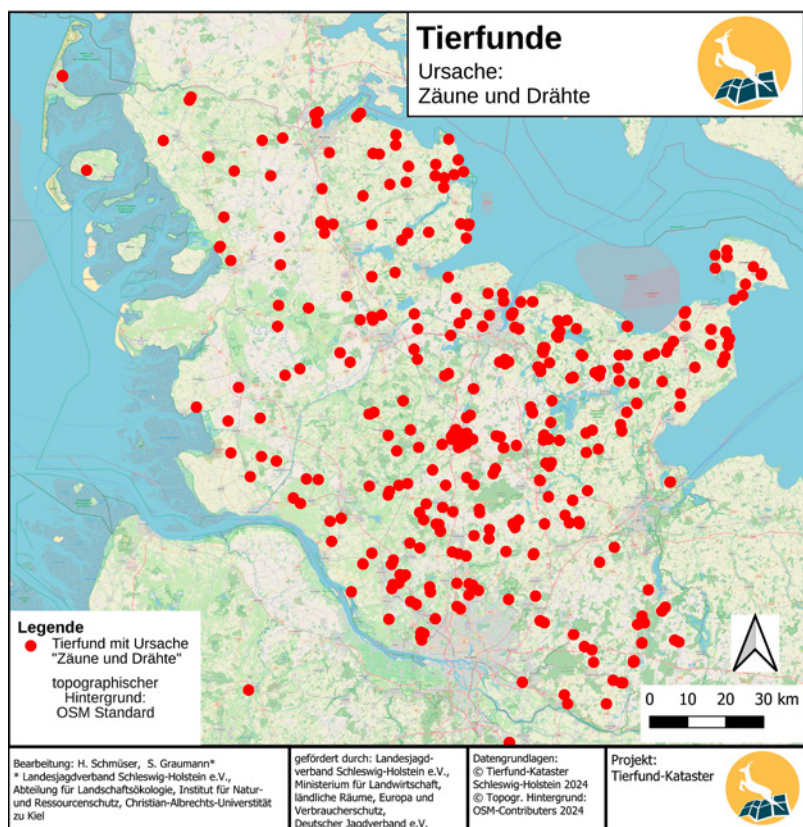 Tierfunde
Ursache:
Zäune und Drähte
Legende
Tierfund mit Ursache
"Zäune und Drähte"
topographischer
Hintergrund:
OSM Standard
0 10 20 30 km
Bearbeitung: H. Schmüser, S. Graumann*
* Landesjagdverband Schleswig-Holstein e.V.,
Abteilung für Landschaftsökologie, Institut für Natur-
und Ressourcenschutz, Christian-Albrechts-Universtität
zu Kiel
gefördert durch: Landesjagd-
verband Schleswig-Holstein e.V.,
Ministerium für Landwirtschaft,
ländliche Räume, Europa und
Verbraucherschutz,
Deutscher Jagdverband e.V.
Datengrundlagen:
© Tierfund-Kataster
Schleswig-Holstein 2024
© Topogr. Hintergrund:
OSM-Contributers 2024
Projekt:
Tierfund-Kataster